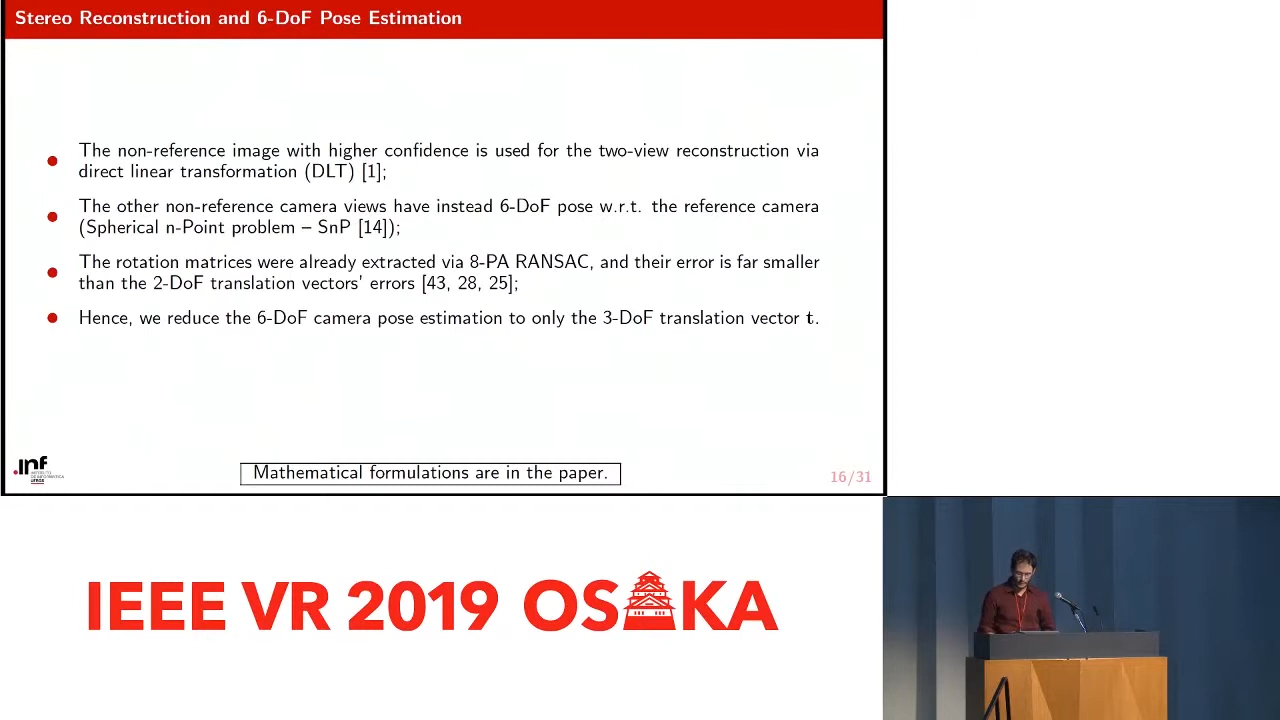 Stereo Reconstruction and 6-DoF Pose Estimation
The non-reference image with higher confidence is used for the two-view reconstruction via
direct linear transformation (DLT) [1];
The other non-reference camera views have instead 6-DoF pose w.r.t. the reference camera
(Spherical n-Point problem – SnP [14]);
The rotation matrices were already extracted via 8-PA RANSAC, and their error is far smaller
than the 2-DoF translation vectors' errors [43, 28, 25];
Hence, we reduce the 6-DoF camera pose estimation to only the 3-DoF translation vector t.
.inf
INSTITUTO
DE INFORMÁTICA
UFRGS
Mathematical formulations are in the paper.
16/31
IEEE VR 2019 OSAKA